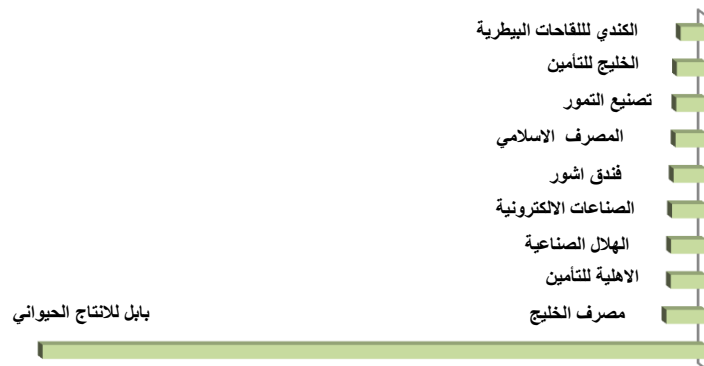 الكندي لللقاحات البيطرية
الخليج للتأمين
تصنيع التمور
المصرف الاسلامي
فندق اشور
الصناعات الالكترونية
الهلال الصناعية
الاهلية للتأمين
مصرف الخليج
بابل للانتاج الحيواني